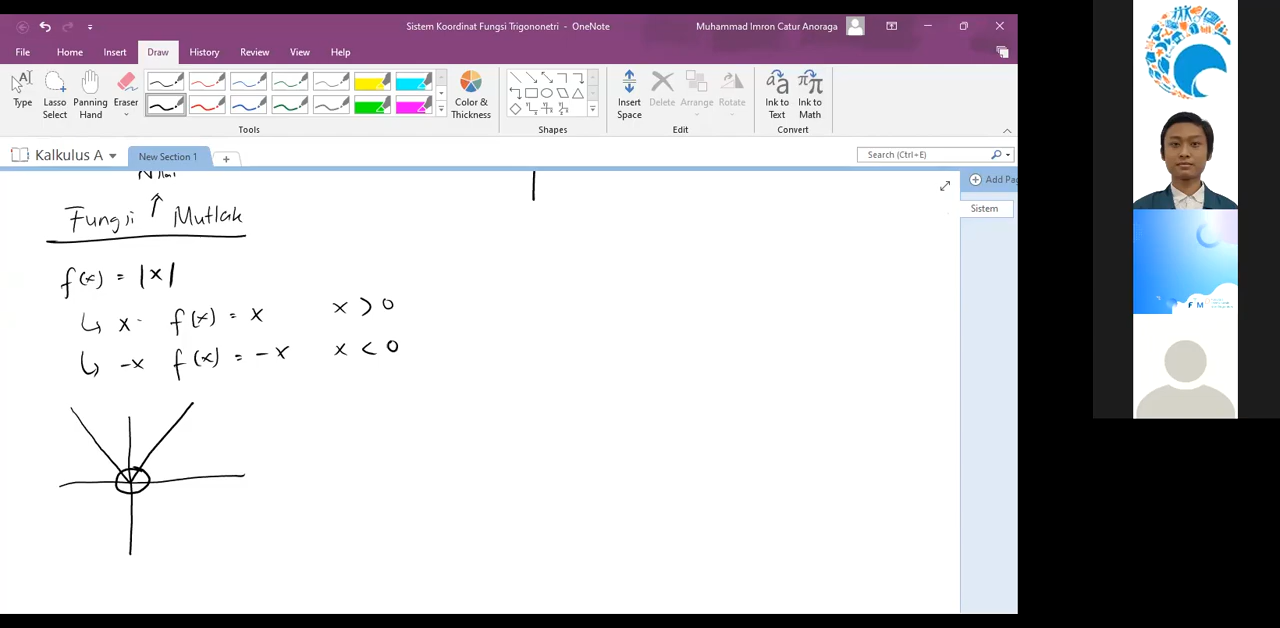 Sistem Koordinat Fungsi Trigononetri - OneNote
Muhammad Imron Catur Anoraga
File Home Insert Draw History Review View Help
Type
Lasso Select
Panning Hand
Eraser
Color & Thickness
Insert Space
Delete
Arrange
Rotate
Ink to Text
Ink to Math
Tools
Shapes
Edit
Convert
Kalkulus A
New Section 1
Search (Ctrl+E)
Add Pag
Sistem
Nilai
Fungsi ↑ Mutlak
f(x) = |x|
↳ x f(x) = x x > 0
↳ -x f(x) = -x x < 0